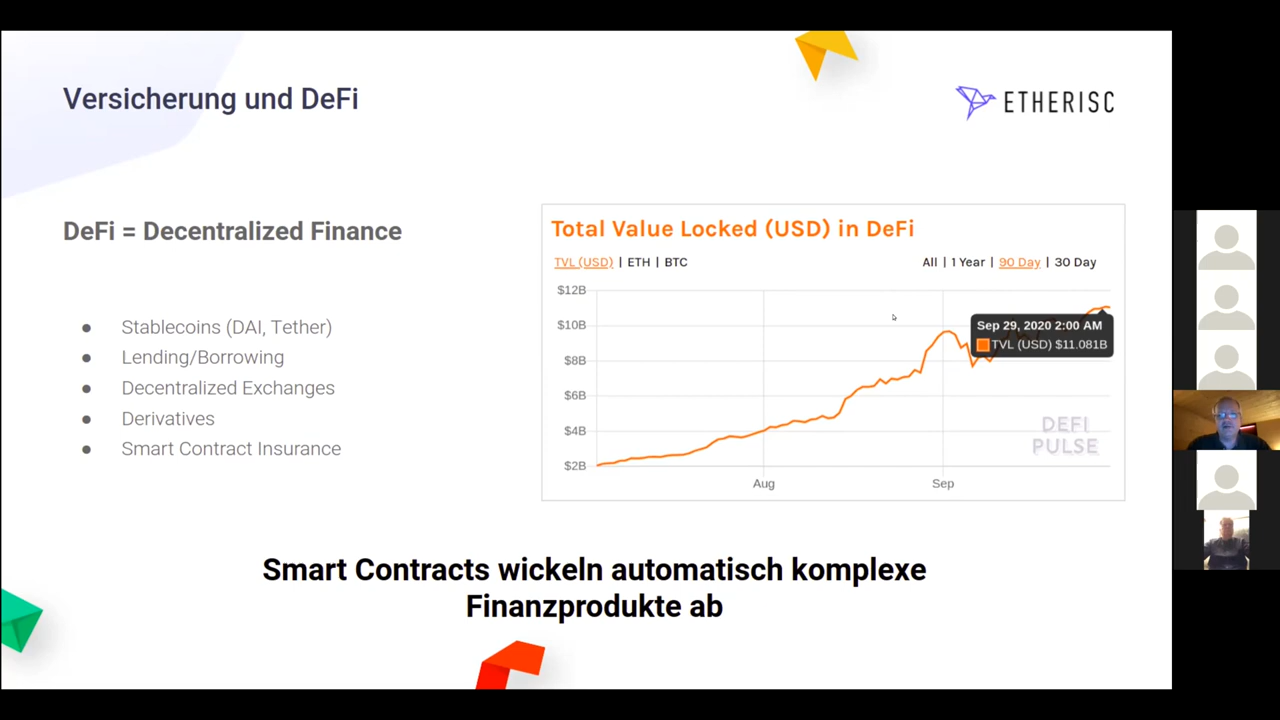 Versicherung und DeFi
ETHERISC
DeFi = Decentralized Finance
● Stablecoins (DAI, Tether)
● Lending/Borrowing
● Decentralized Exchanges
● Derivatives
● Smart Contract Insurance
Total Value Locked (USD) in DeFi
TVL (USD) | ETH | BTC
All | 1 Year | 90 Day | 30 Day
$12B
$10B
$8B
$6B
$4B
$2B
Sep 29, 2020 2:00 AM
TVL (USD) $11.081B
DEFI
PULSE
Aug
Sep
Smart Contracts wickeln automatisch komplexe
Finanzprodukte ab